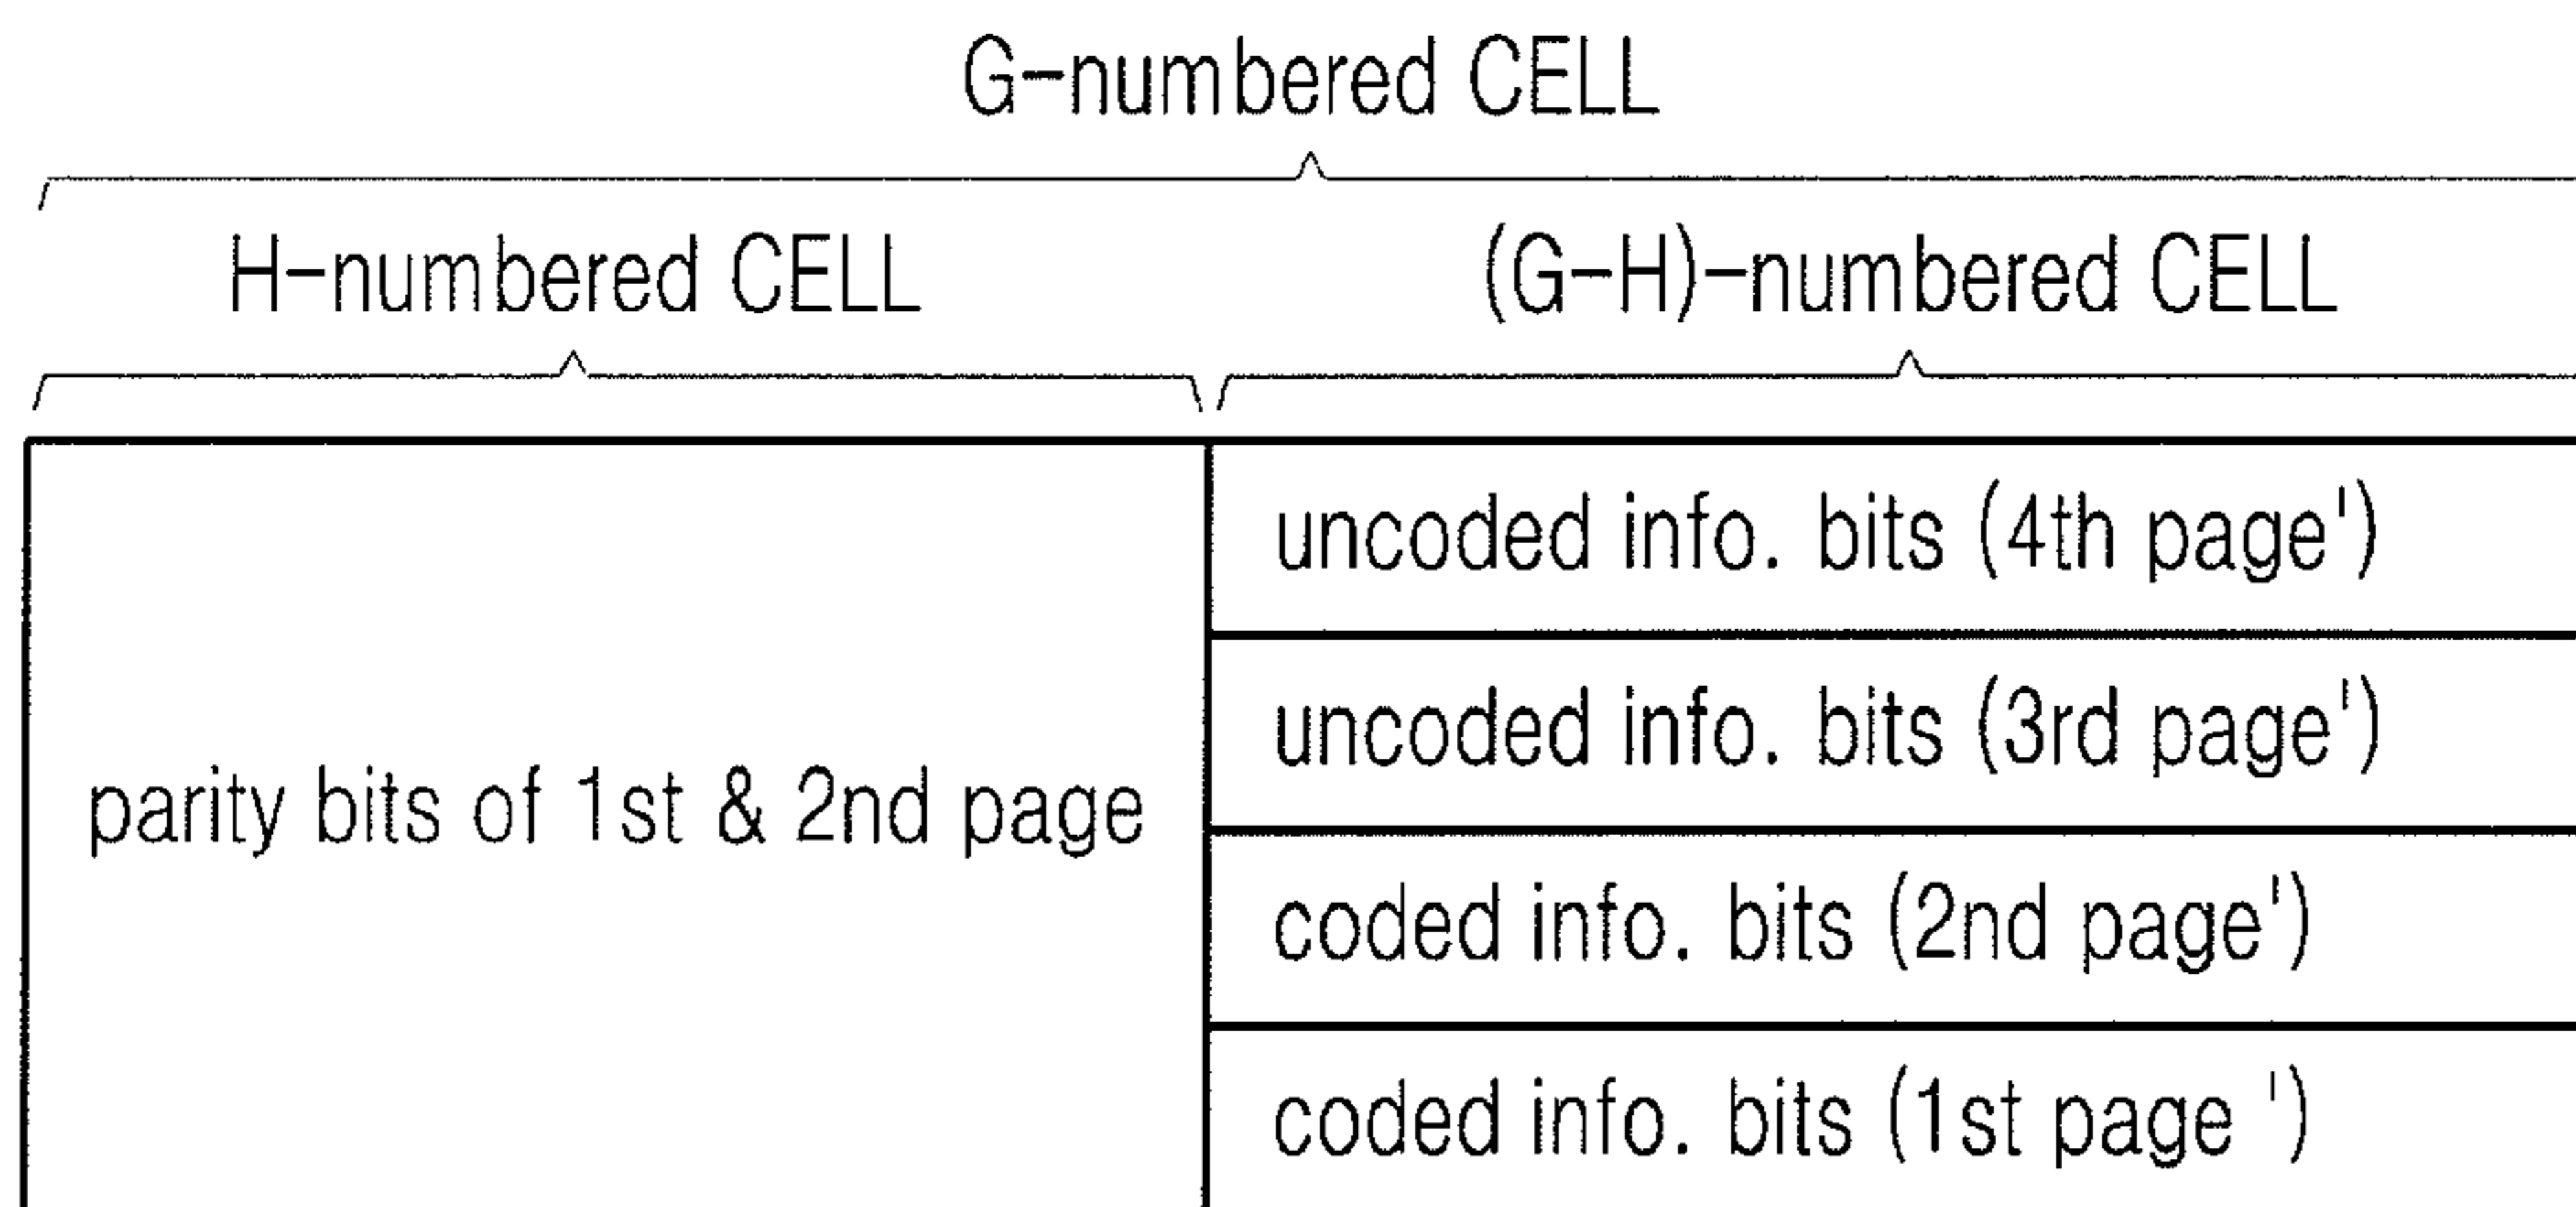 G-numbered CELL
H-numbered CELL
(G-H)-numbered CELL
uncoded info. bits (4th page')
uncoded info. bits (3rd page')
parity bits of 1st & 2nd page
coded info. bits (2nd page')
coded info. bits (1st page ')